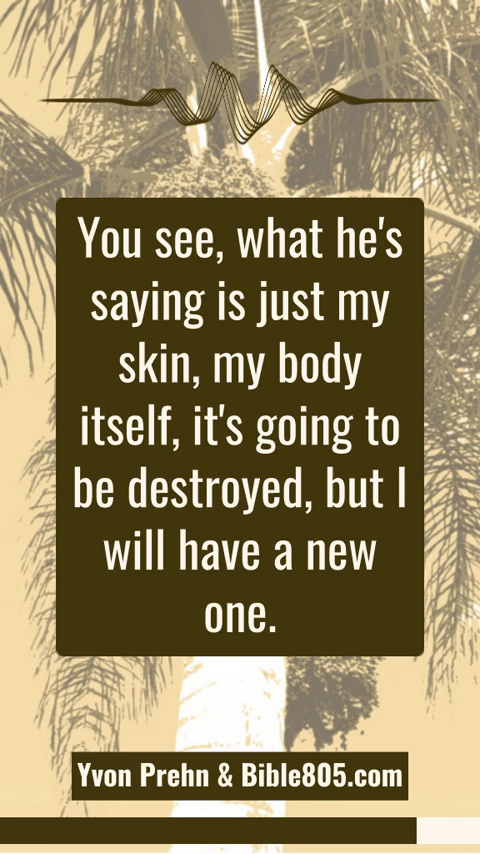 You see, what he's
saying is just my
skin, my body
itself, it's going to
be destroyed, but I
will have a new
one.
Yvon Prehn & Bible805.com